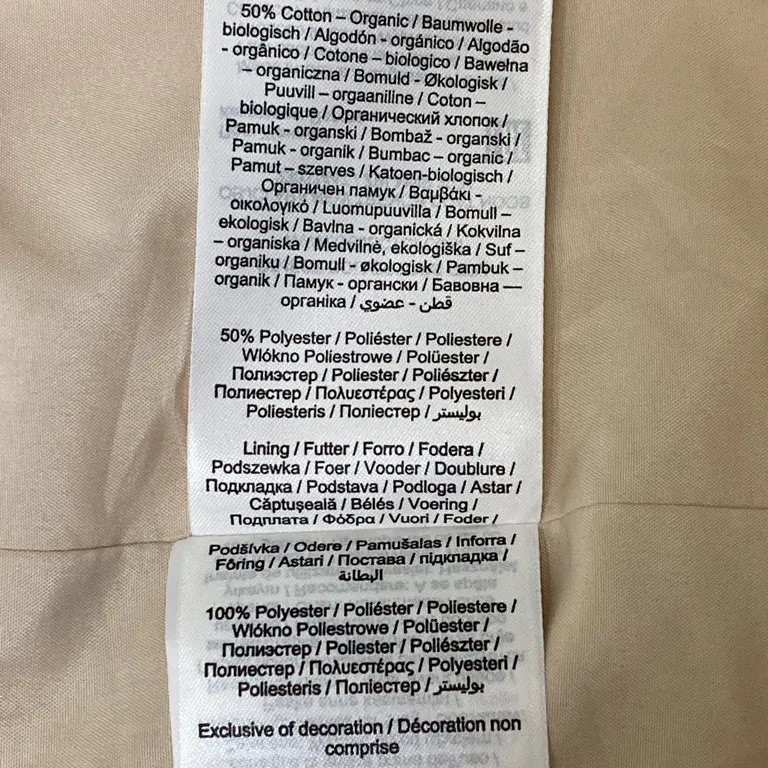 50% Cotton – Organic / Baumwolle -
biologisch / Algodón - orgánico / Algodão
- orgânico / Cotone – biologico / Bawełna
– organiczna / Bomuld - Økologisk /
Puuvill – orgaaniline / Coton –
biologique / Органический хлопок /
Pamuk - organski / Bombaž - organski /
Pamuk - organik / Bumbac – organic /
Pamut – szerves / Katoen-biologisch /
Органичен памук / Βαμβάκι -
οικολογικό / Luomupuuvilla / Bomull –
ekologisk / Bavlna - organická / Kokvilna
– organiska / Medvilnė, ekologiška / Suf –
organiku / Bomull - økologisk / Pambuk –
organik / Памук - органски / Бавовна —
органіка / قطن - عضوي
50% Polyester / Poliéster / Poliestere /
Włókno Poliestrowe / Polüester /
Полиэстер / Poliester / Poliészter /
Полиестер / Πολυεστέρας / Polyesteri /
Poliesteris / Поліестер / بوليستر
Lining / Futter / Forro / Fodera /
Podszewka / Foer / Vooder / Doublure /
Подкладка / Podstava / Podloga / Astar /
Căptușeală / Bélés / Voering /
Подплата / Φόδρα / Vuori / Foder /
Podšívka / Odere / Pamušalas / Inforra /
Fôring / Astari / Постава / підкладка /
البطانة
100% Polyester / Poliéster / Poliestere /
Włókno Poliestrowe / Polüester /
Полиэстер / Poliester / Poliészter /
Полиестер / Πολυεστέρας / Polyesteri /
Poliesteris / Поліестер / بوليستر
Exclusive of decoration / Décoration non
comprise